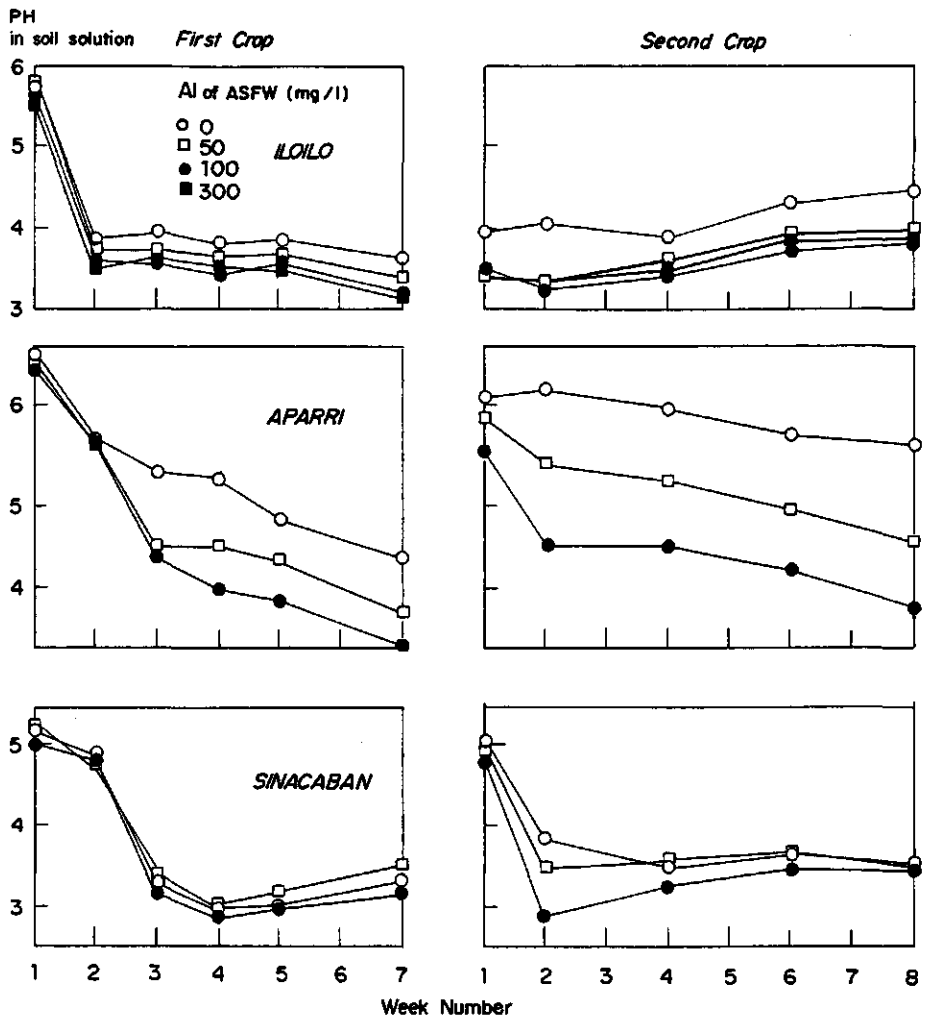 PH
in soil solution First Crop Second Crop
6
5
4
3
Al of ASFW (mg/l)
0
50
100
300
ILOILO
6
5
4
APARRI
5
4
3
SINACABAN
1 2 3 4 5 7
1 2 3 4 5 6 7 8
Week Number